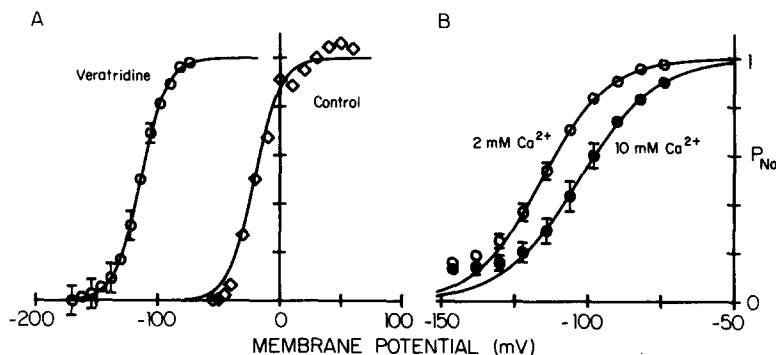 A
B
Veratridine
Control
2 mM Ca2+
10 mM Ca2+
1
PNa
0
-200
-100
0
100
-150
-100
-50
MEMBRANE POTENTIAL (mV)